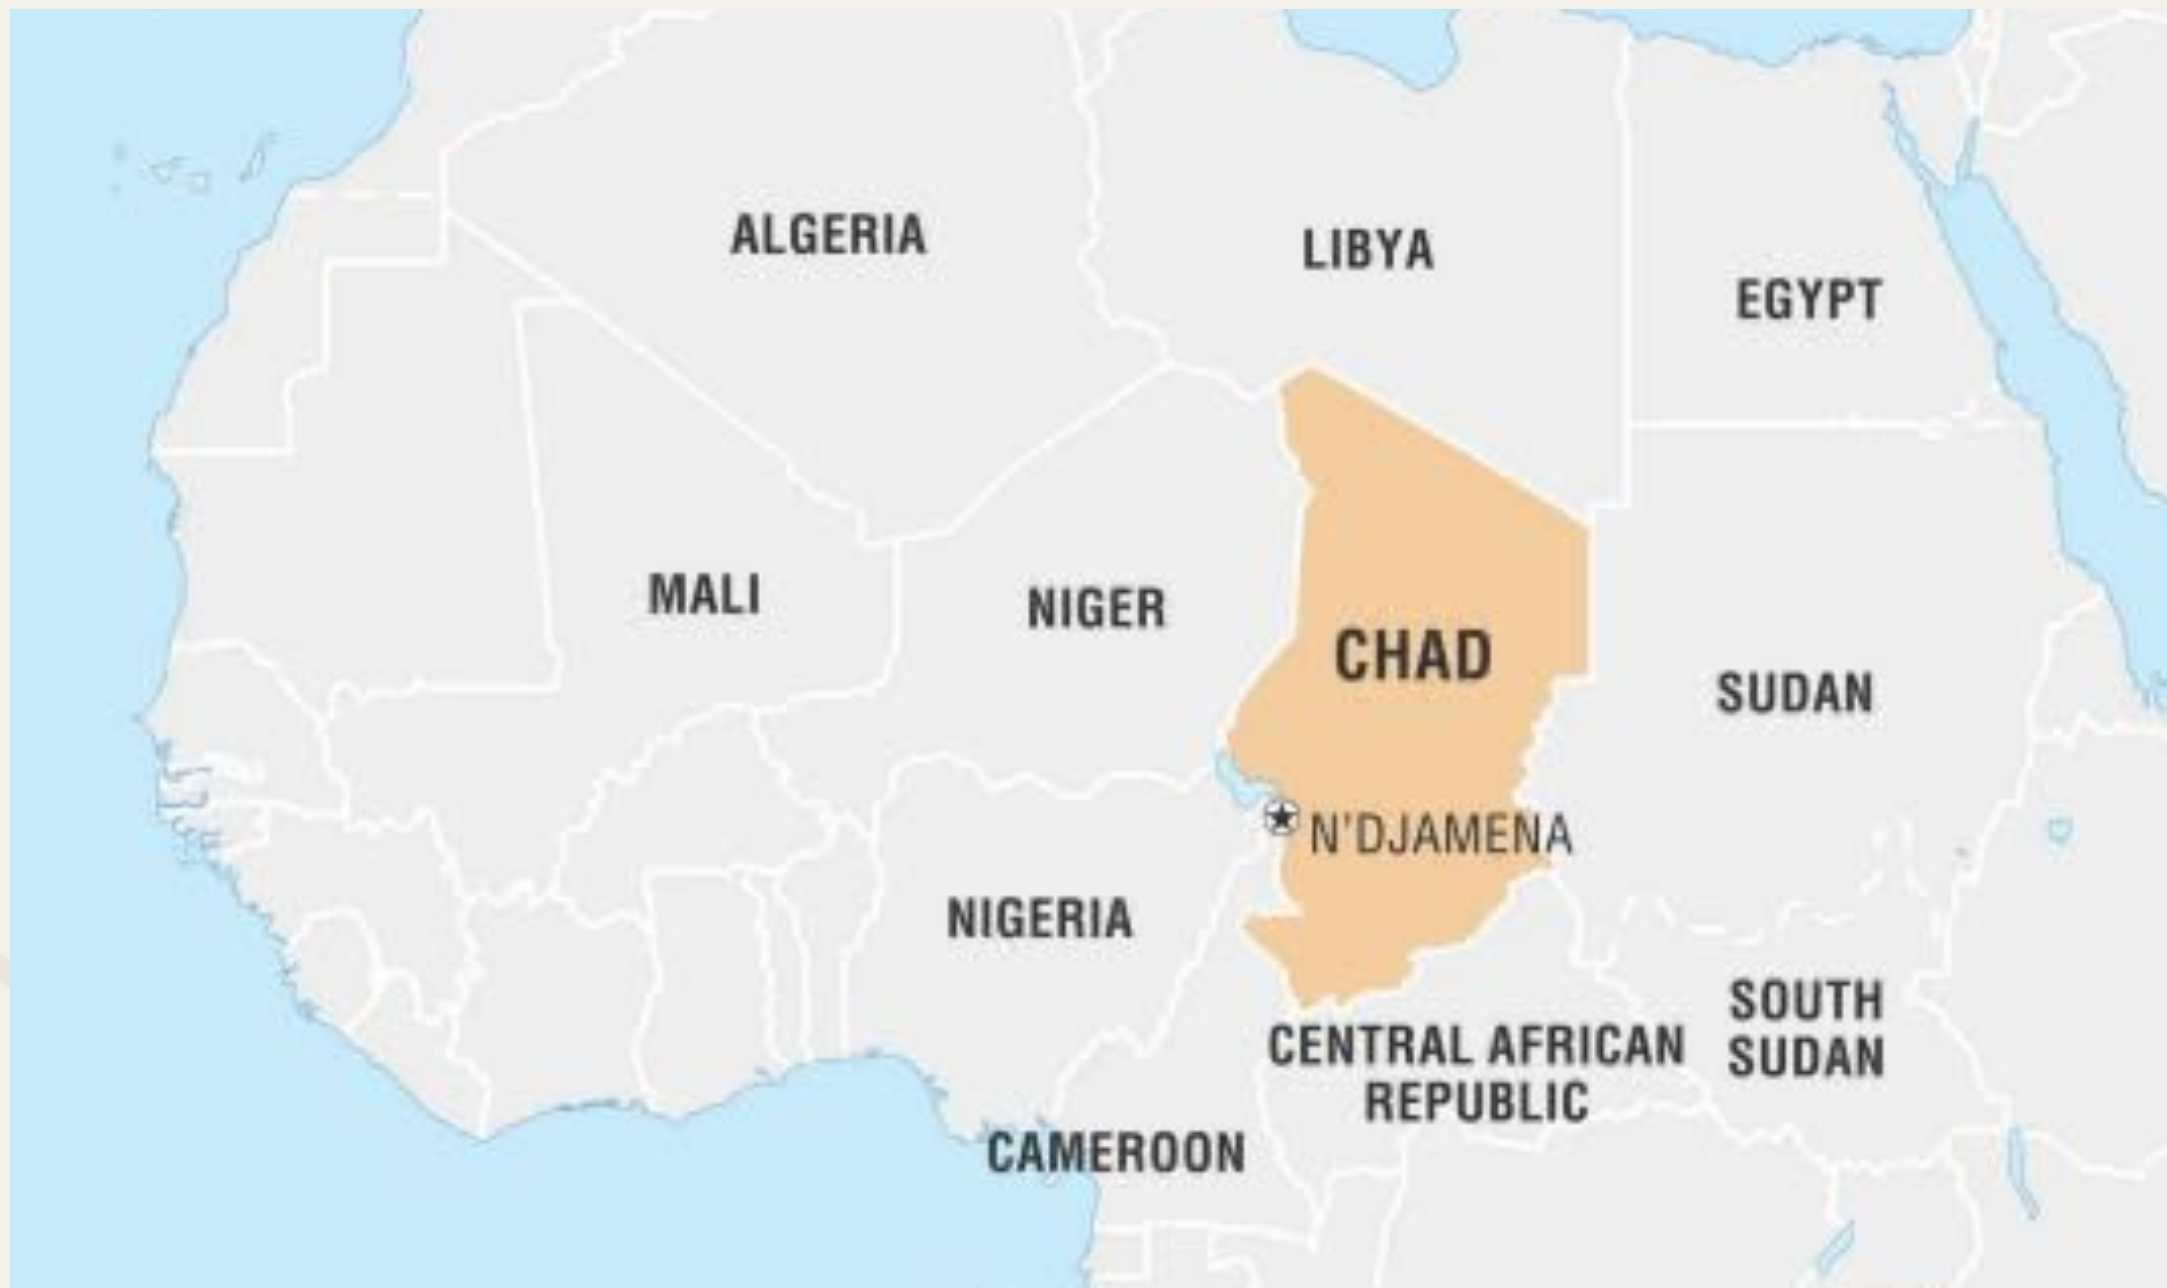 ALGERIA
LIBYA
EGYPT
MALI
NIGER
CHAD
SUDAN
N'DJAMENA
NIGERIA
SOUTH
SUDAN
CENTRAL AFRICAN
REPUBLIC
CAMEROON